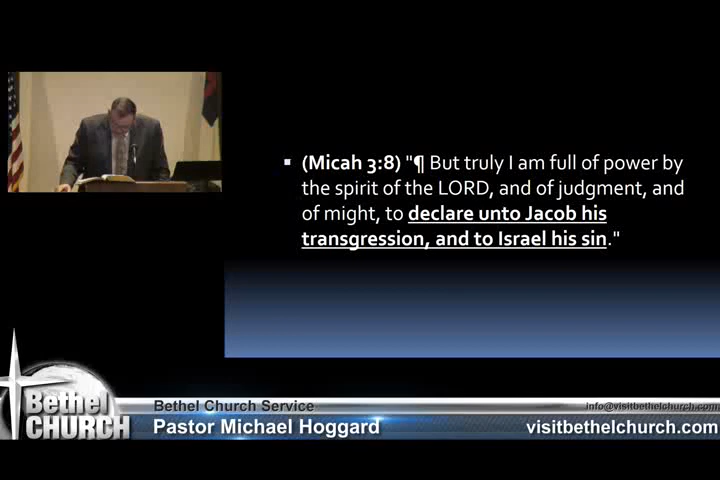 ▪ (Micah 3:8) "¶ But truly I am full of power by
the spirit of the LORD, and of judgment, and
of might, to declare unto Jacob his
transgression, and to Israel his sin."
Bethel
CHURCH
Bethel Church Service
info@visitbethelchurch.com
Pastor Michael Hoggard
visitbethelchurch.com